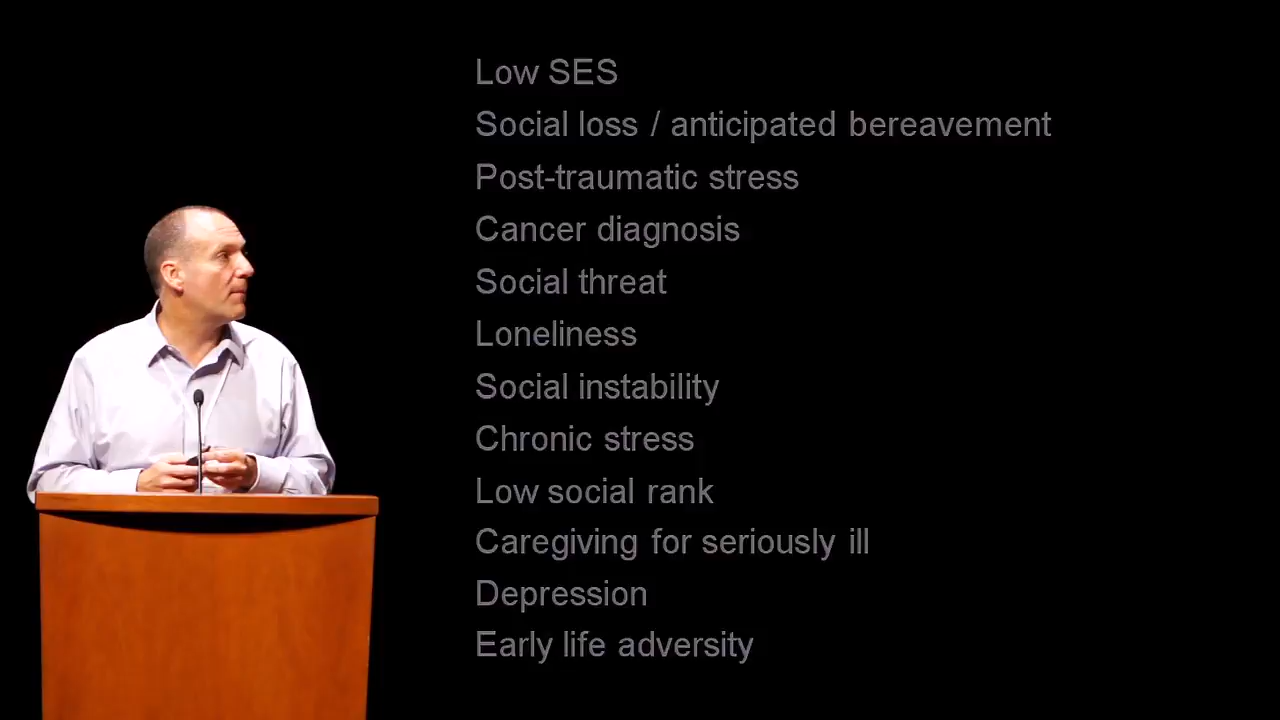 Low SES
Social loss / anticipated bereavement
Post-traumatic stress
Cancer diagnosis
Social threat
Loneliness
Social instability
Chronic stress
Low social rank
Caregiving for seriously ill
Depression
Early life adversity